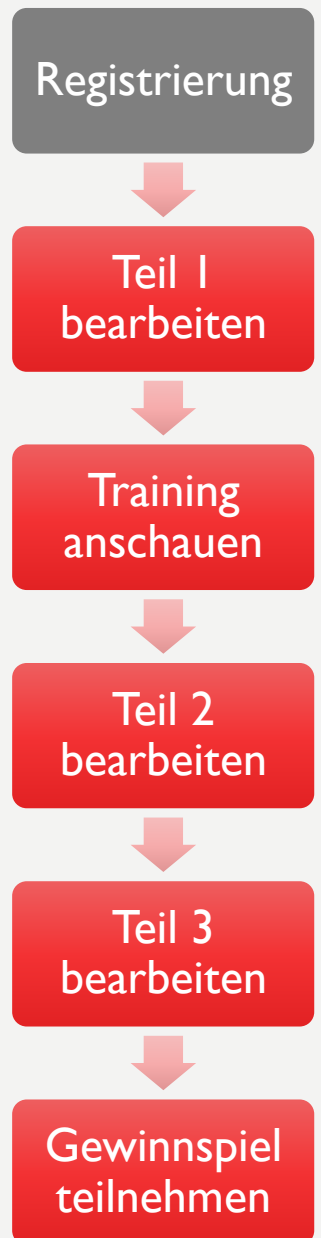 Registrierung
Teil 1
bearbeiten
Training
anschauen
Teil 2
bearbeiten
Teil 3
bearbeiten
Gewinnspiel
teilnehmen